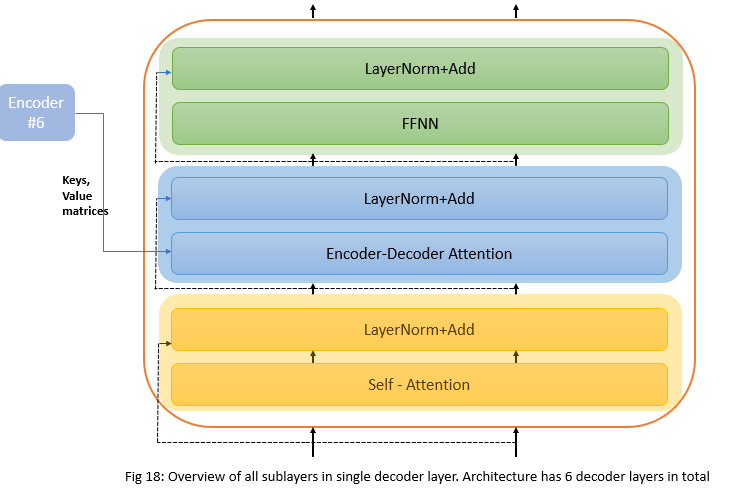 LayerNorm+Add
Encoder
#6
FFNN
Keys,
Value
matrices
LayerNorm+Add
Encoder-Decoder Attention
LayerNorm+Add
Self - Attention
Fig 18: Overview of all sublayers in single decoder layer. Architecture has 6 decoder layers in total